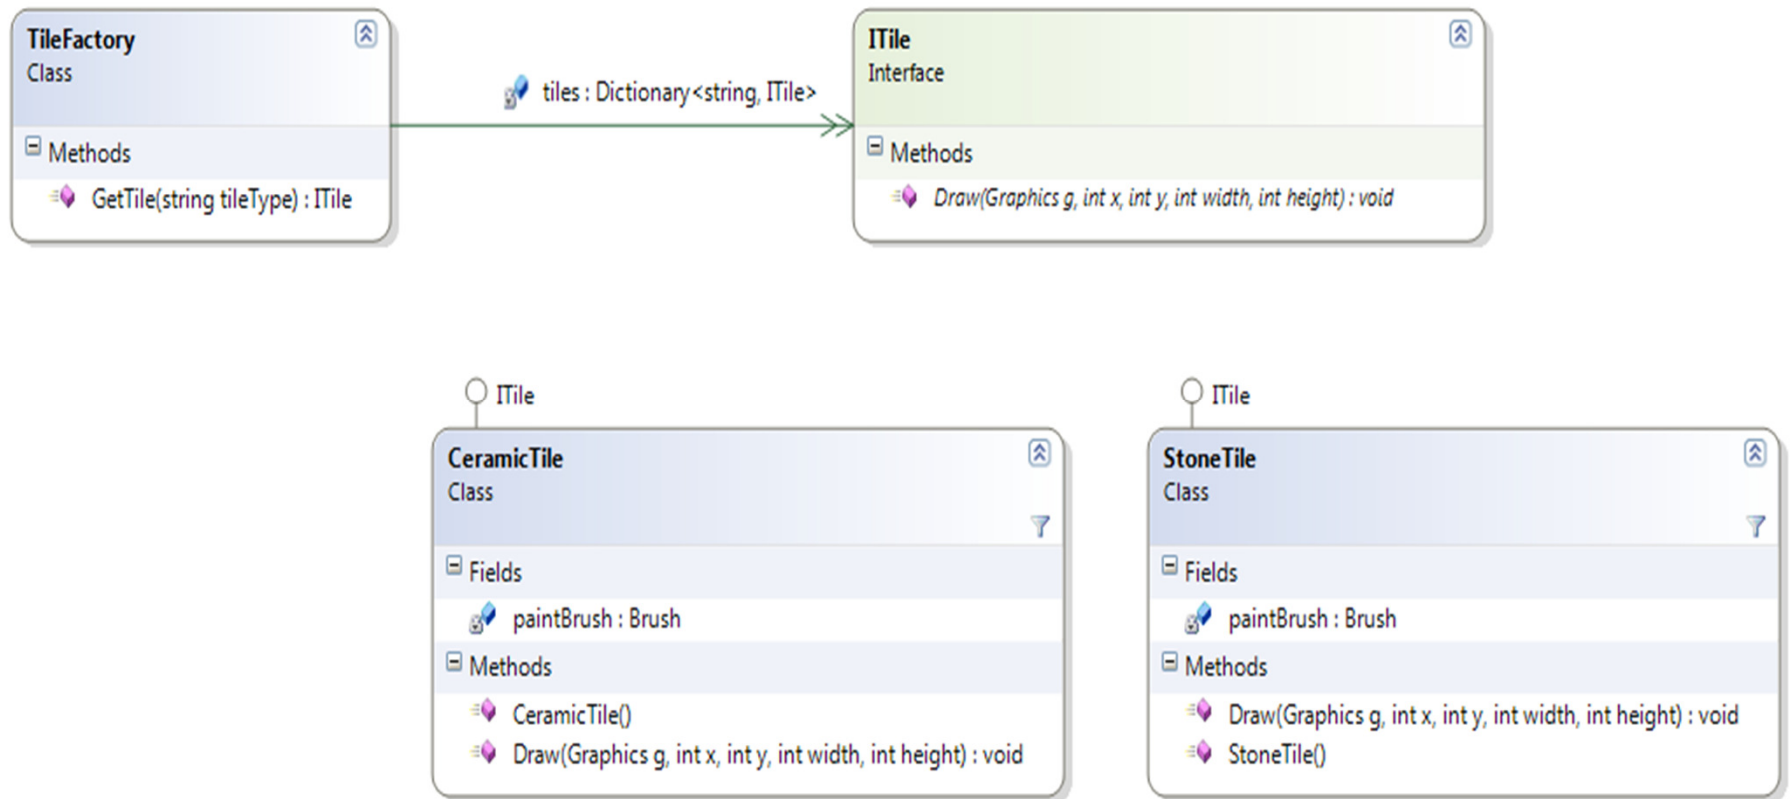 TileFactory
Class
Methods
GetTile(string tileType) : ITile
tiles : Dictionary<string, ITile>
ITile
Interface
Methods
Draw(Graphics g, int x, int y, int width, int height) : void
ITile
CeramicTile
Class
Fields
paintBrush : Brush
Methods
CeramicTile()
Draw(Graphics g, int x, int y, int width, int height) : void
ITile
StoneTile
Class
Fields
paintBrush : Brush
Methods
Draw(Graphics g, int x, int y, int width, int height) : void
StoneTile()